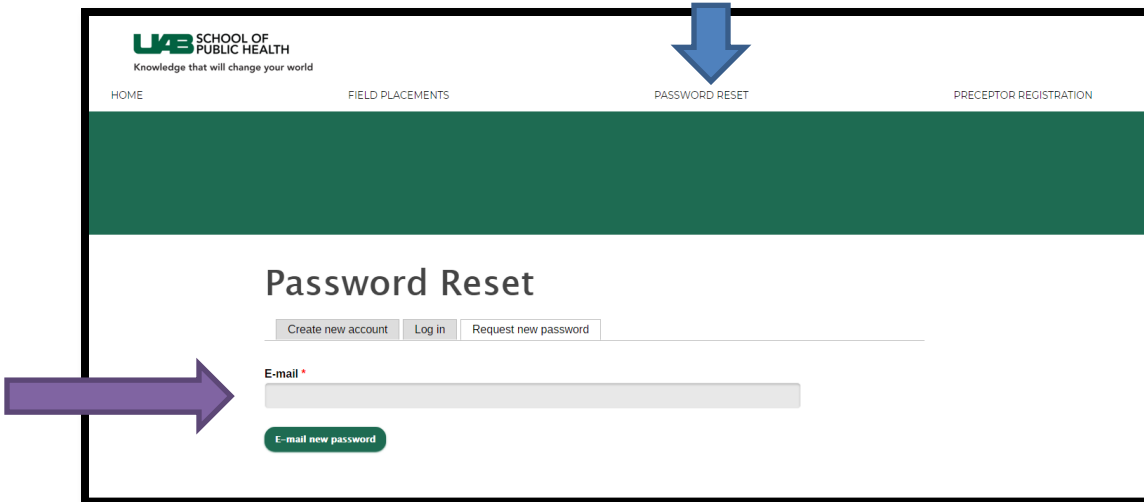 UAB SCHOOL OF
PUBLIC HEALTH
Knowledge that will change your world
HOME FIELD PLACEMENTS PASSWORD RESET PRECEPTOR REGISTRATION
Password Reset
Create new account Log in Request new password
E-mail *
E-mail new password